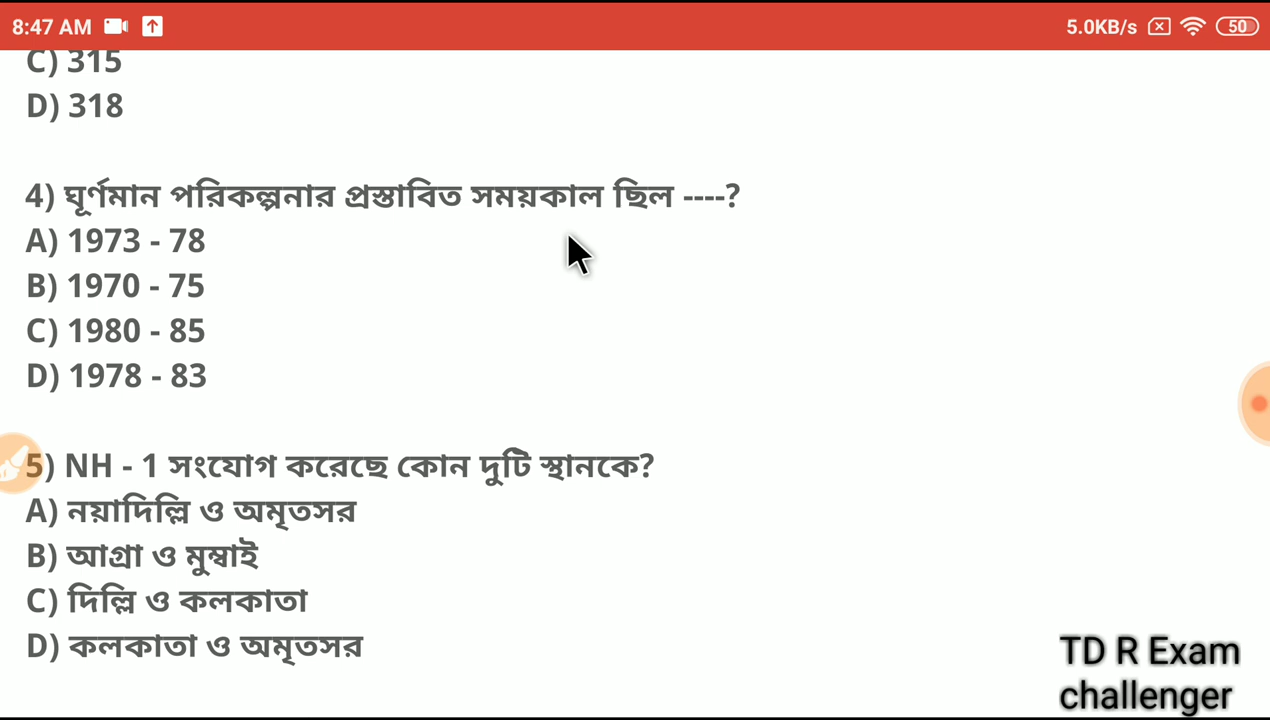 8:47 AM
5.0KB/s
50
C) 315
D) 318
4) ঘূর্ণমান পরিকল্পনার প্রস্তাবিত সময়কাল ছিল ----?
A) 1973 - 78
B) 1970 - 75
C) 1980 - 85
D) 1978 - 83
5) NH - 1 সংযোগ করেছে কোন দুটি স্থানকে?
A) নয়াদিল্লি ও অমৃতসর
B) আগ্রা ও মুম্বাই
C) দিল্লি ও কলকাতা
D) কলকাতা ও অমৃতসর
TD R Exam
challenger